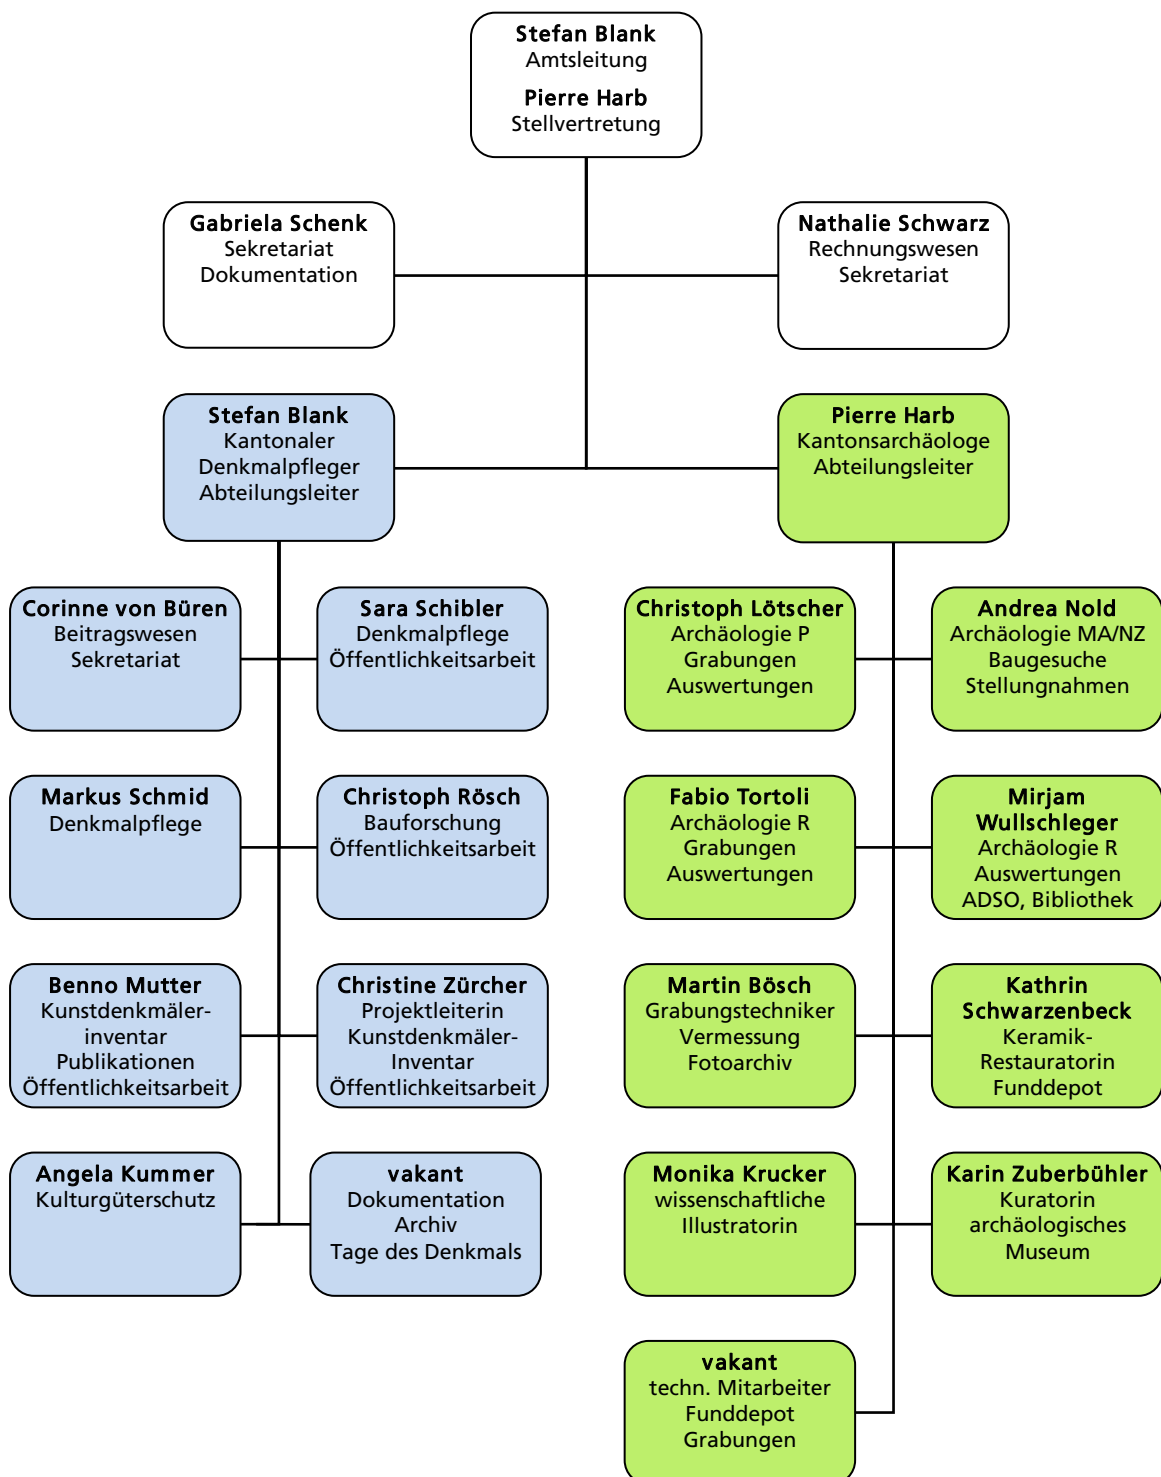 Stefan Blank
Amtsleitung
Pierre Harb
Stellvertretung
Gabriela Schenk
Sekretariat
Dokumentation
Nathalie Schwarz
Rechnungswesen
Sekretariat
Stefan Blank
Kantonaler
Denkmalpfleger
Abteilungsleiter
Pierre Harb
Kantonsarchäologe
Abteilungsleiter
Corinne von Büren
Beitragswesen
Sekretariat
Sara Schibler
Denkmalpflege
Öffentlichkeitsarbeit
Christoph Lötscher
Archäologie P
Grabungen
Auswertungen
Andrea Nold
Archäologie MA/NZ
Baugesuche
Stellungnahmen
Markus Schmid
Denkmalpflege
Christoph Rösch
Bauforschung
Öffentlichkeitsarbeit
Fabio Tortoli
Archäologie R
Grabungen
Auswertungen
Mirjam
Wullschleger
Archäologie R
Auswertungen
ADSO, Bibliothek
Benno Mutter
Kunstdenkmäler-
inventar
Publikationen
Öffentlichkeitsarbeit
Christine Zürcher
Projektleiterin
Kunstdenkmäler-
Inventar
Öffentlichkeitsarbeit
Martin Bösch
Grabungstechniker
Vermessung
Fotoarchiv
Kathrin
Schwarzenbeck
Keramik-
Restauratorin
Funddepot
Angela Kummer
Kulturgüterschutz
vakant
Dokumentation
Archiv
Tage des Denkmals
Monika Krucker
wissenschaftliche
Illustratorin
Karin Zuberbühler
Kuratorin
archäologisches
Museum
vakant
techn. Mitarbeiter
Funddepot
Grabungen